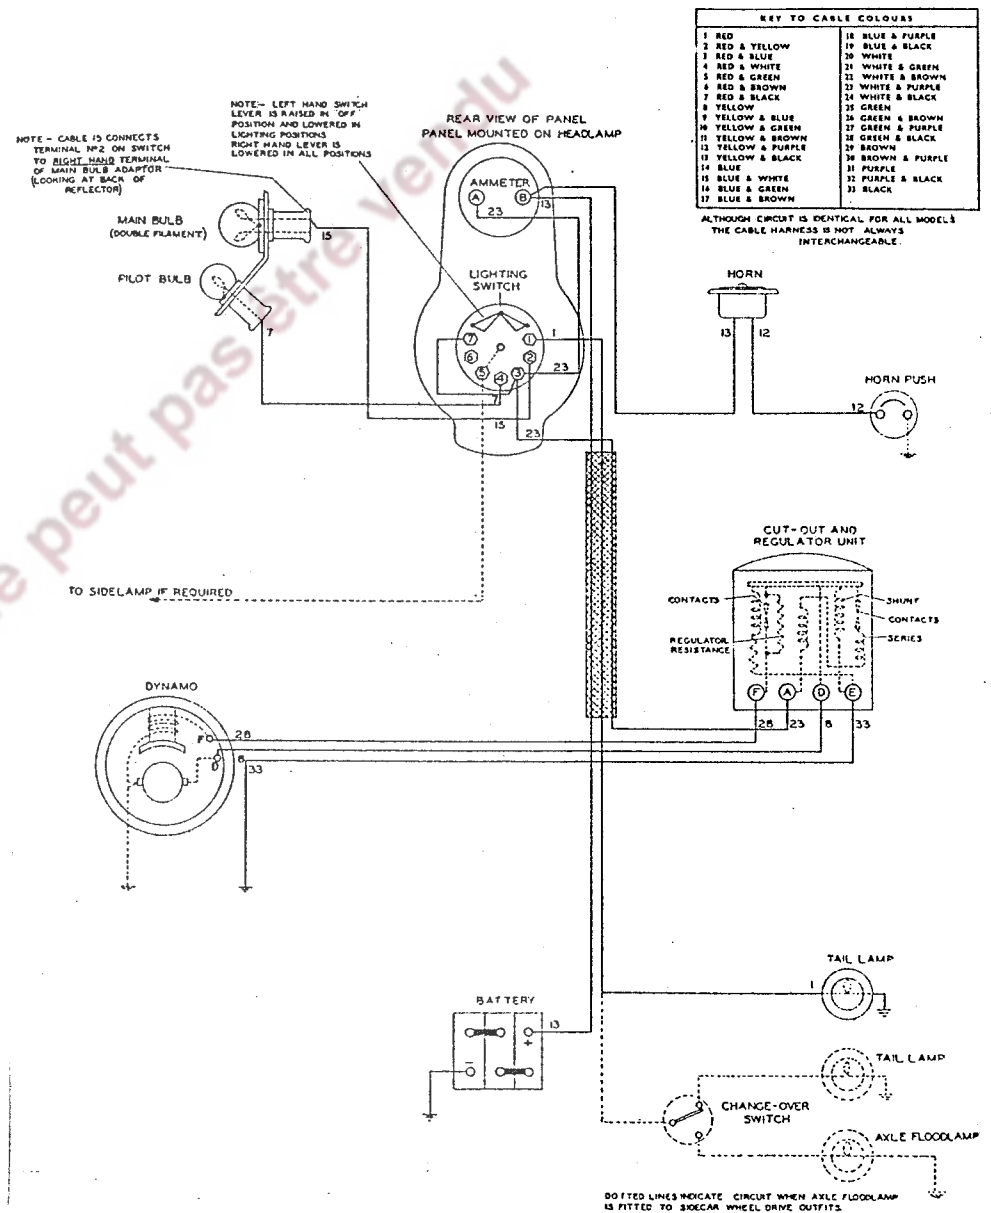 KEY TO CABLE COLOURS
1 RED
2 RED & YELLOW
3 RED & BLUE
4 RED & WHITE
5 RED & GREEN
6 RED & BROWN
7 RED & BLACK
8 YELLOW
9 YELLOW & BLUE
10 YELLOW & GREEN
11 YELLOW & BROWN
12 YELLOW & PURPLE
13 YELLOW & BLACK
14 BLUE
15 BLUE & WHITE
16 BLUE & GREEN
17 BLUE & BROWN
18 BLUE & PURPLE
19 BLUE & BLACK
20 WHITE
21 WHITE & GREEN
22 WHITE & BROWN
23 WHITE & PURPLE
24 WHITE & BLACK
25 GREEN
26 GREEN & BROWN
27 GREEN & PURPLE
28 GREEN & BLACK
29 BROWN
30 BROWN & PURPLE
31 PURPLE
32 PURPLE & BLACK
33 BLACK
ALTHOUGH CIRCUIT IS IDENTICAL FOR ALL MODELS
THE CABLE HARNESS IS NOT ALWAYS
INTERCHANGEABLE.
NOTE:- LEFT HAND SWITCH
LEVER IS RAISED IN "OFF"
POSITION AND LOWERED IN
LIGHTING POSITIONS
RIGHT HAND LEVER IS
LOWERED IN ALL POSITIONS
NOTE - CABLE 15 CONNECTS
TERMINAL Nº2 ON SWITCH
TO RIGHT HAND TERMINAL
OF MAIN BULB ADAPTOR
(LOOKING AT BACK OF
REFLECTOR)
REAR VIEW OF PANEL
PANEL MOUNTED ON HEADLAMP
AMMETER
A
B
23
13
MAIN BULB
(DOUBLE FILAMENT)
15
PILOT BULB
7
LIGHTING
SWITCH
7
1
6
2
5
4
3
1
23
7
15
23
HORN
13
12
HORN PUSH
12
TO SIDELAMP IF REQUIRED
CUT-OUT AND
REGULATOR UNIT
CONTACTS
SHUNT
CONTACTS
REGULATOR
RESISTANCE
SERIES
F
A
D
E
28
23
8
33
DYNAMO
F
28
D
8
33
TAIL LAMP
1
BATTERY
13
+
-
TAIL LAMP
CHANGE-OVER
SWITCH
AXLE FLOODLAMP
DOTTED LINES INDICATE CIRCUIT WHEN AXLE FLOODLAMP
IS FITTED TO SIDECAR WHEEL DRIVE OUTFITS.
e peut pas être vendu